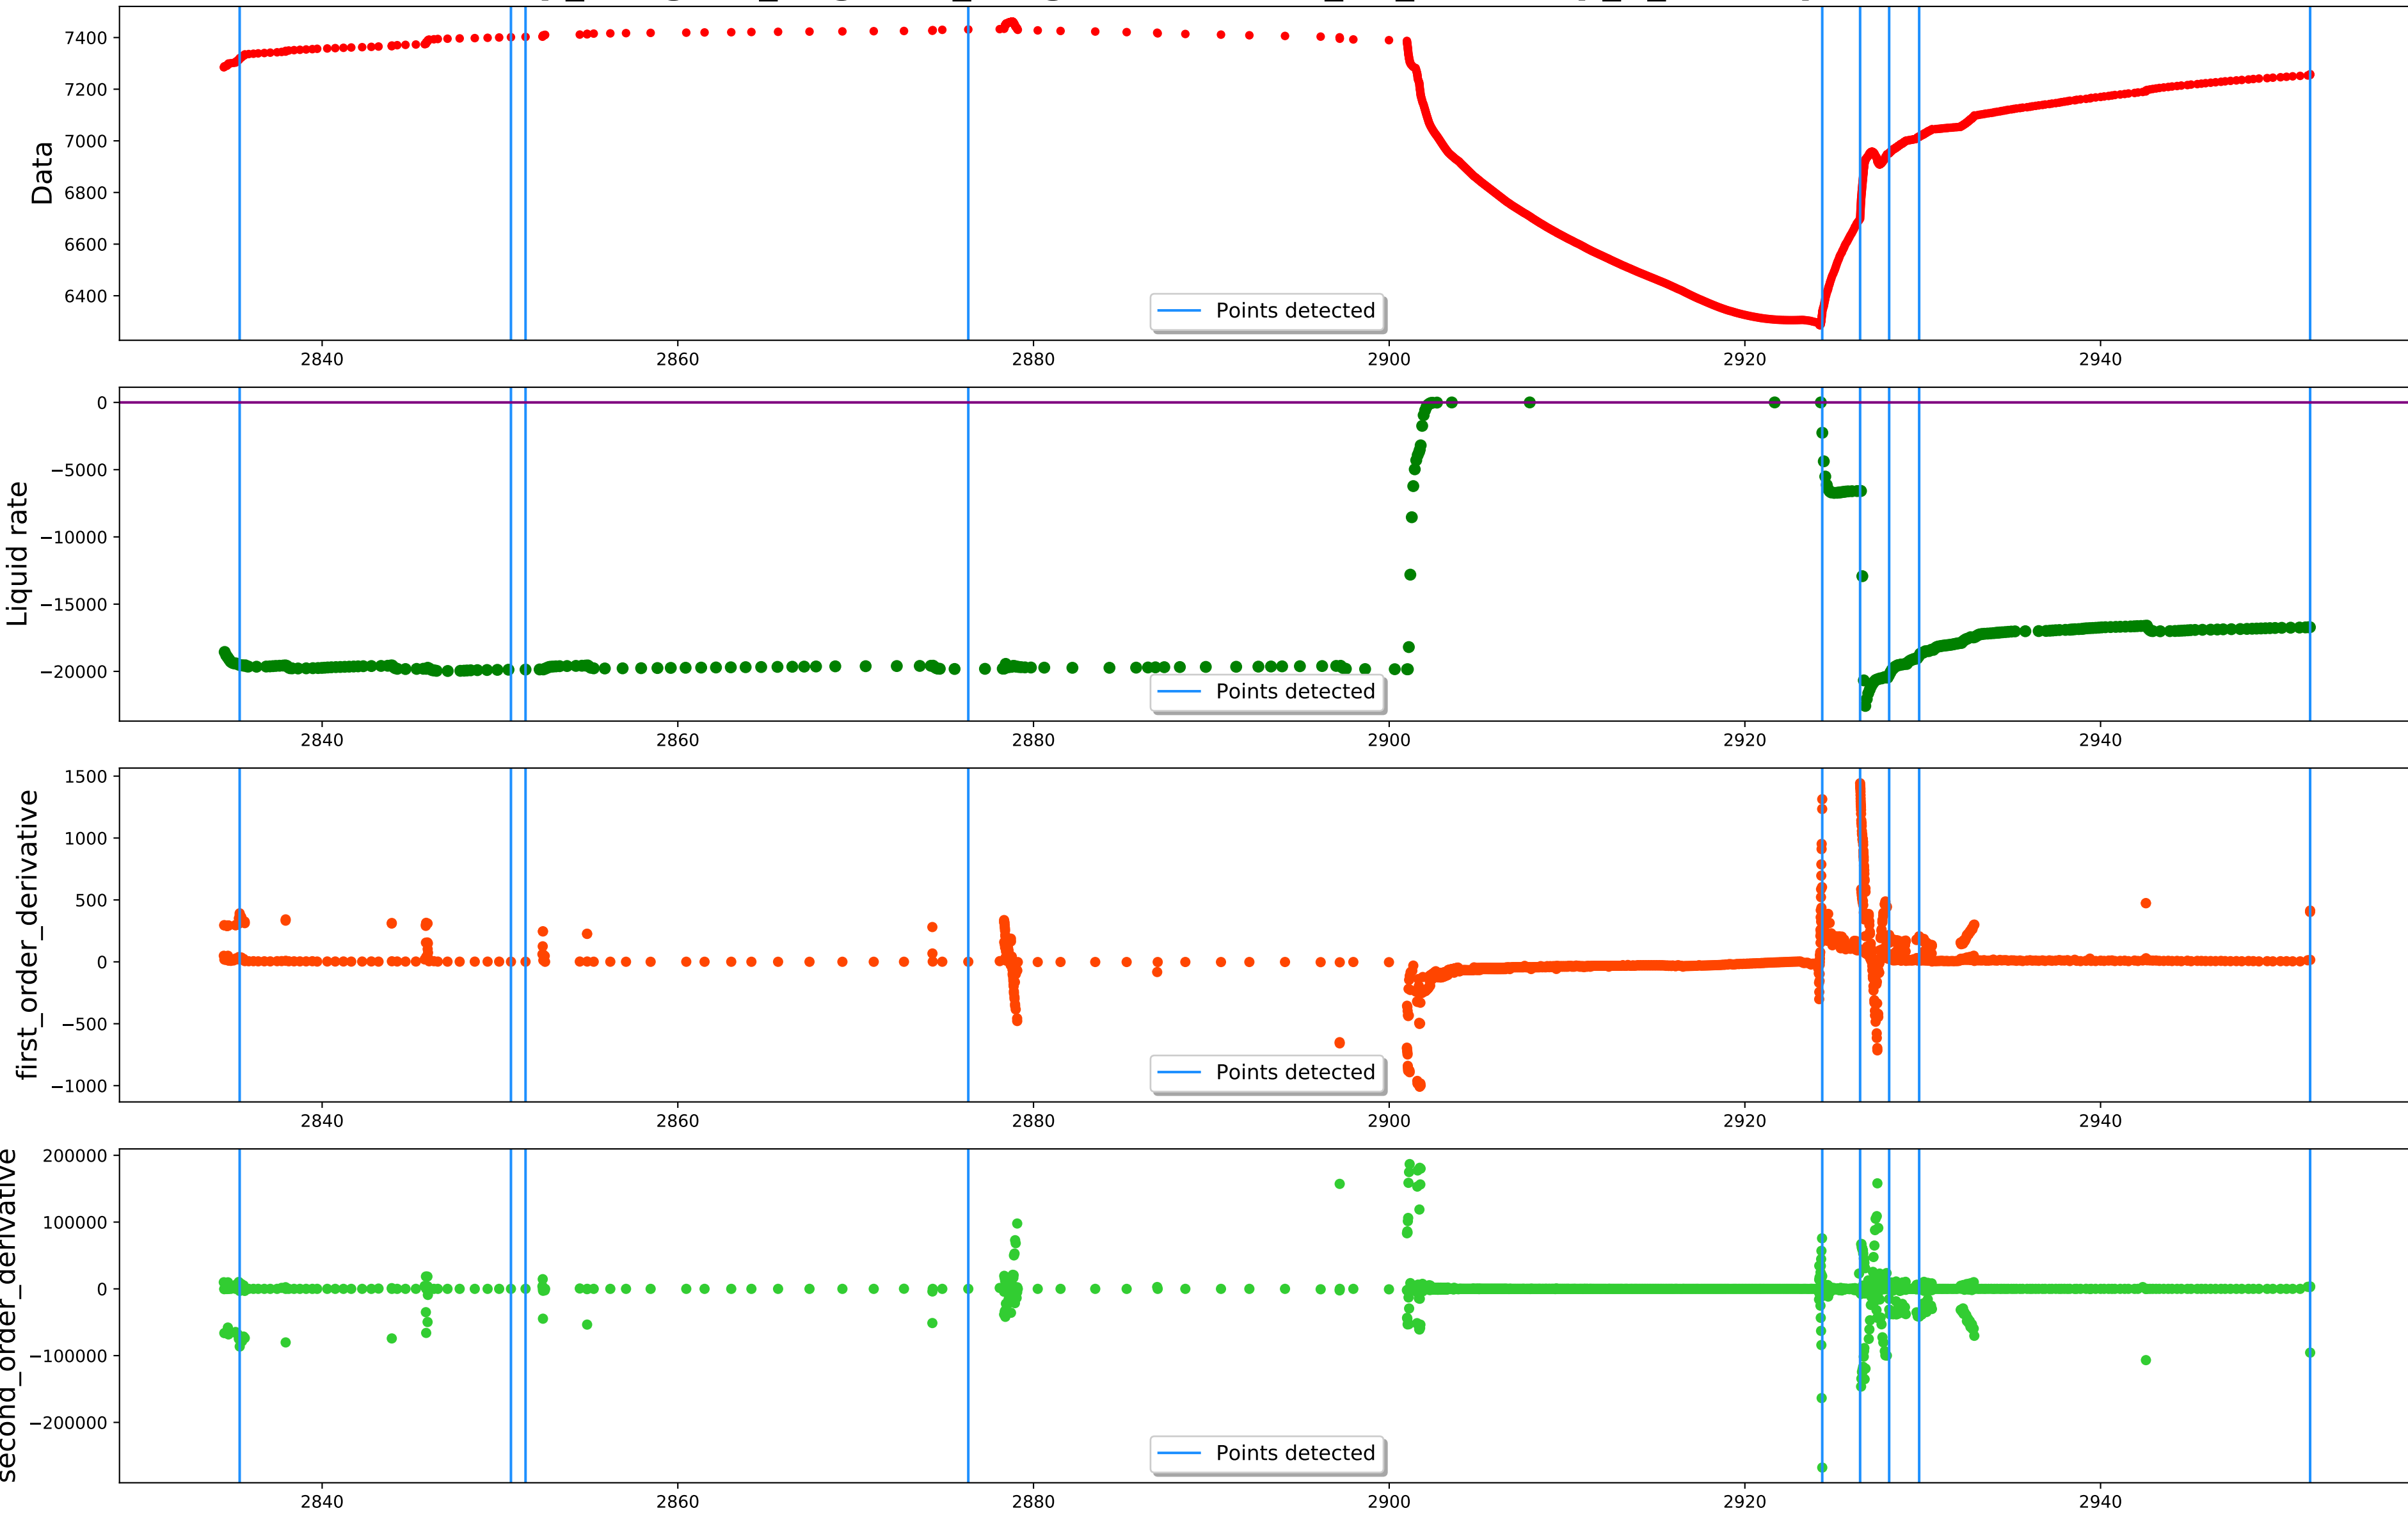 7400
7200
7000
6800
6600
6400
Data
Points detected
2840 2860 2880 2900 2920 2940
0
−5000
−10000
−15000
−20000
Liquid rate
Points detected
2840 2860 2880 2900 2920 2940
1500
1000
500
0
−500
−1000
first_order_derivative
Points detected
2840 2860 2880 2900 2920 2940
200000
100000
0
−100000
−200000
second_order_derivative
Points detected
2840 2860 2880 2900 2920 2940